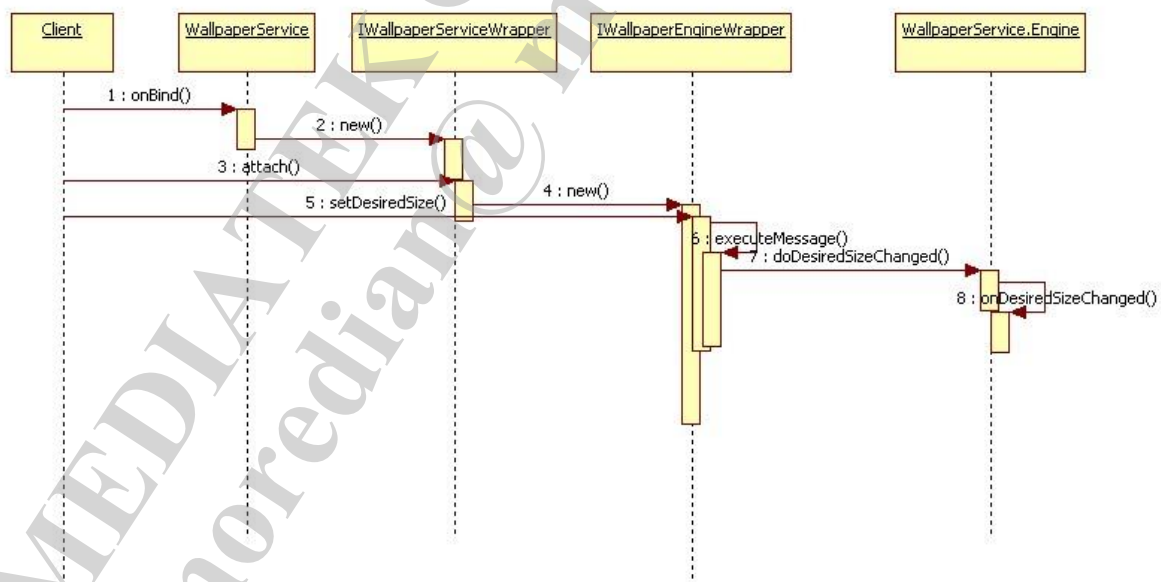 Client
WallpaperService
IWallpaperServiceWrapper
IWallpaperEngineWrapper
WallpaperService.Engine
1 : onBind()
2 : new()
3 : attach()
4 : new()
5 : setDesiredSize()
6 : executeMessage()
7 : doDesiredSizeChanged()
8 : onDesiredSizeChanged()
MEDIATEK